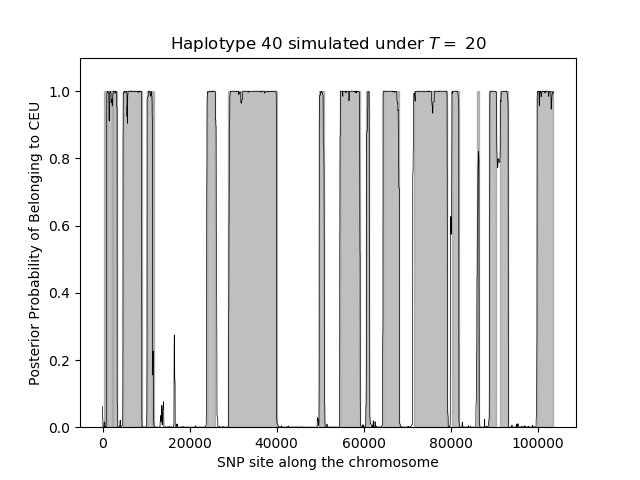 Haplotype 40 simulated under T = 20
Posterior Probability of Belonging to CEU
1.0
0.8
0.6
0.4
0.2
0.0
0 20000 40000 60000 80000 100000
SNP site along the chromosome